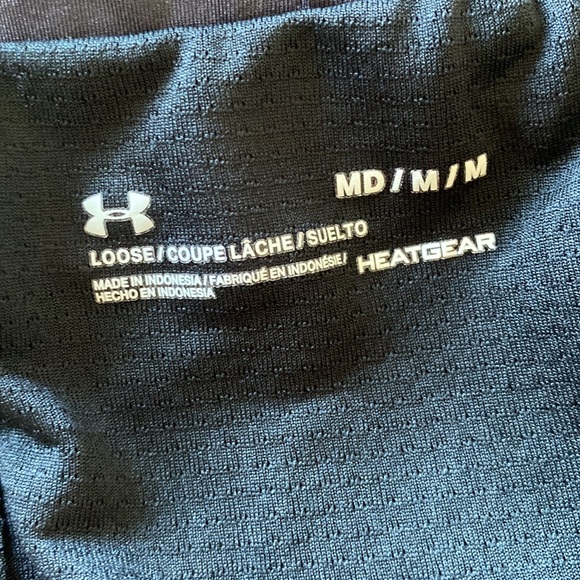 MD/M/M
LOOSE/COUPE LÂCHE/SUELTO
MADE IN INDONESIA/FABRIQUÉ EN INDONÉSIE/
HECHO EN INDONESIA
HEATGEAR